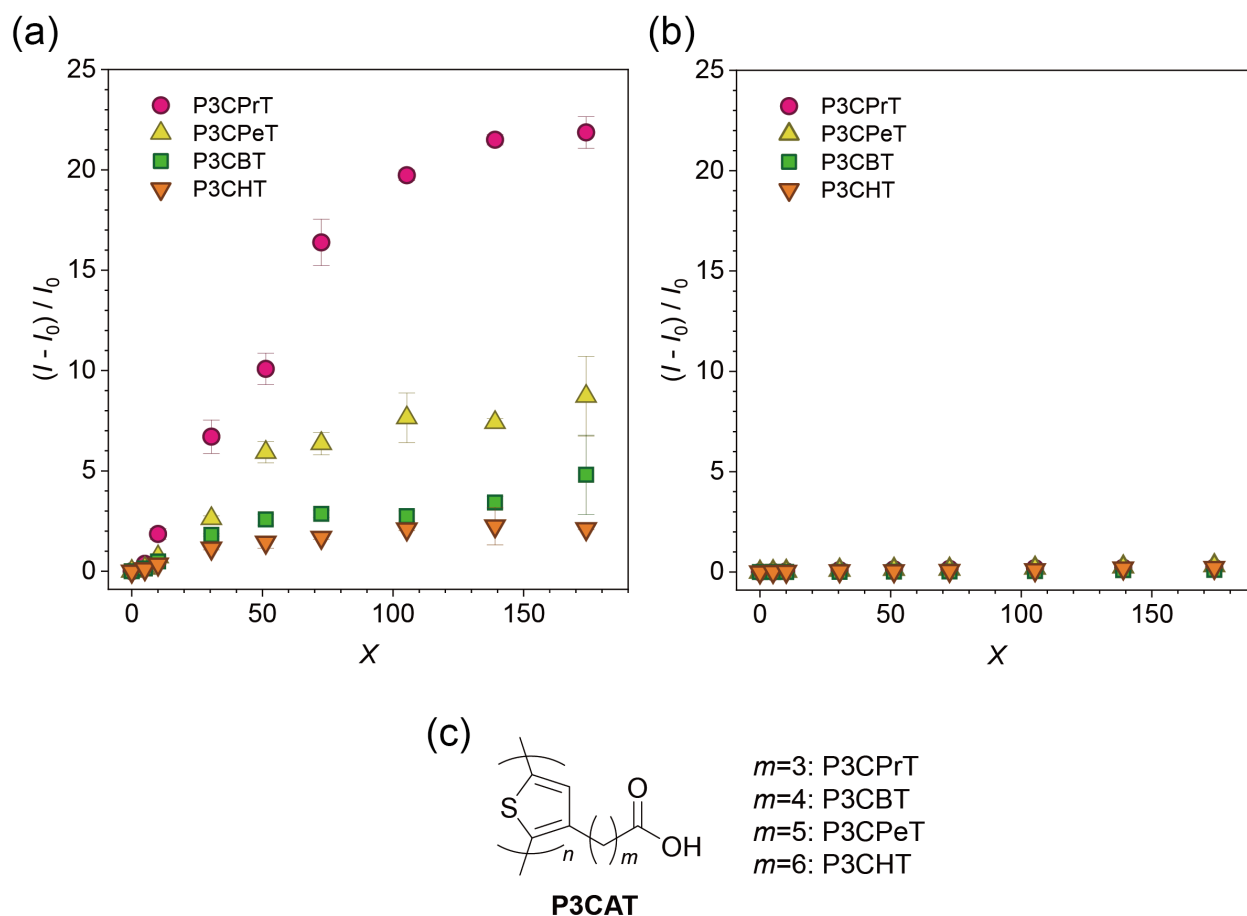 (a)
25
20
15
10
5
0
(I - I0) / I0
P3CPrT
P3CPeT
P3CBT
P3CHT
0
50
100
150
X
(b)
25
20
15
10
5
0
(I - I0) / I0
P3CPrT
P3CPeT
P3CBT
P3CHT
0
50
100
150
X
(c)
S
O
OH
n
m
P3CAT
m=3: P3CPrT
m=4: P3CBT
m=5: P3CPeT
m=6: P3CHT